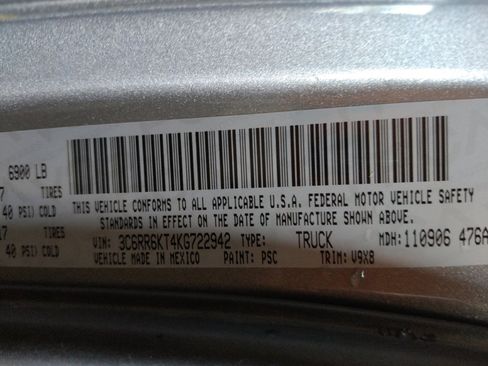 6900 LB
7 TIRES
40 PSI) COLD
17 TIRES
40 PSI) COLD
THIS VEHICLE CONFORMS TO ALL APPLICABLE U.S.A. FEDERAL MOTOR VEHICLE SAFETY
STANDARDS IN EFFECT ON THE DATE OF MANUFACTURE SHOWN ABOVE.
VIN: 3C6RR6KT4KG722942 TYPE: TRUCK MDH: 110906 476A
VEHICLE MADE IN MEXICO PAINT: PSC TRIM: V9X8